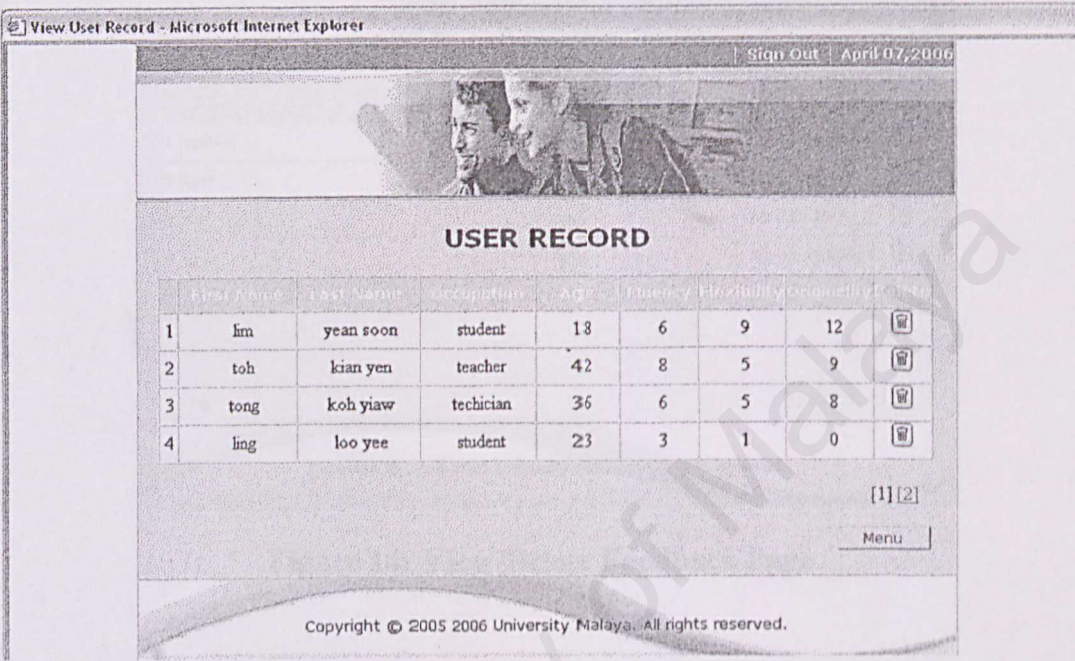 View User Record - Microsoft Internet Explorer
| Sign Out | April 07,2006
USER RECORD
First Name Last Name Occupation Age Fluency Flexibility Originality Delete
1 lim yean soon student 18 6 9 12
2 toh kian yen teacher 42 8 5 9
3 tong koh yiaw techician 36 6 5 8
4 ling loo yee student 23 3 1 0
[1] [2]
Menu
Copyright © 2005 2006 University Malaya. All rights reserved.
of Malaya